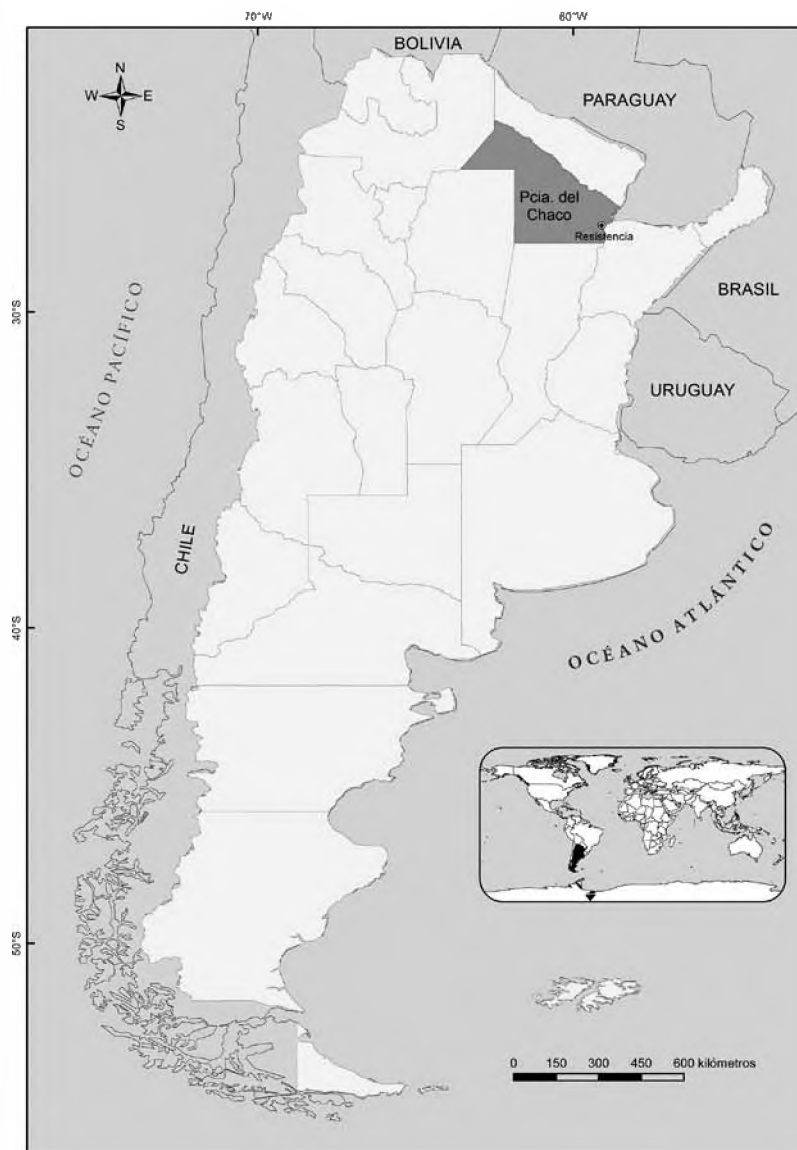 70°W
60°W
BOLIVIA
N
W E
S
PARAGUAY
Pcia. del
Chaco
Resistencia
BRASIL
30°S
OCÉANO PACÍFICO
URUGUAY
CHILE
OCÉANO ATLÁNTICO
40°S
50°S
0 150 300 450 600 kilómetros